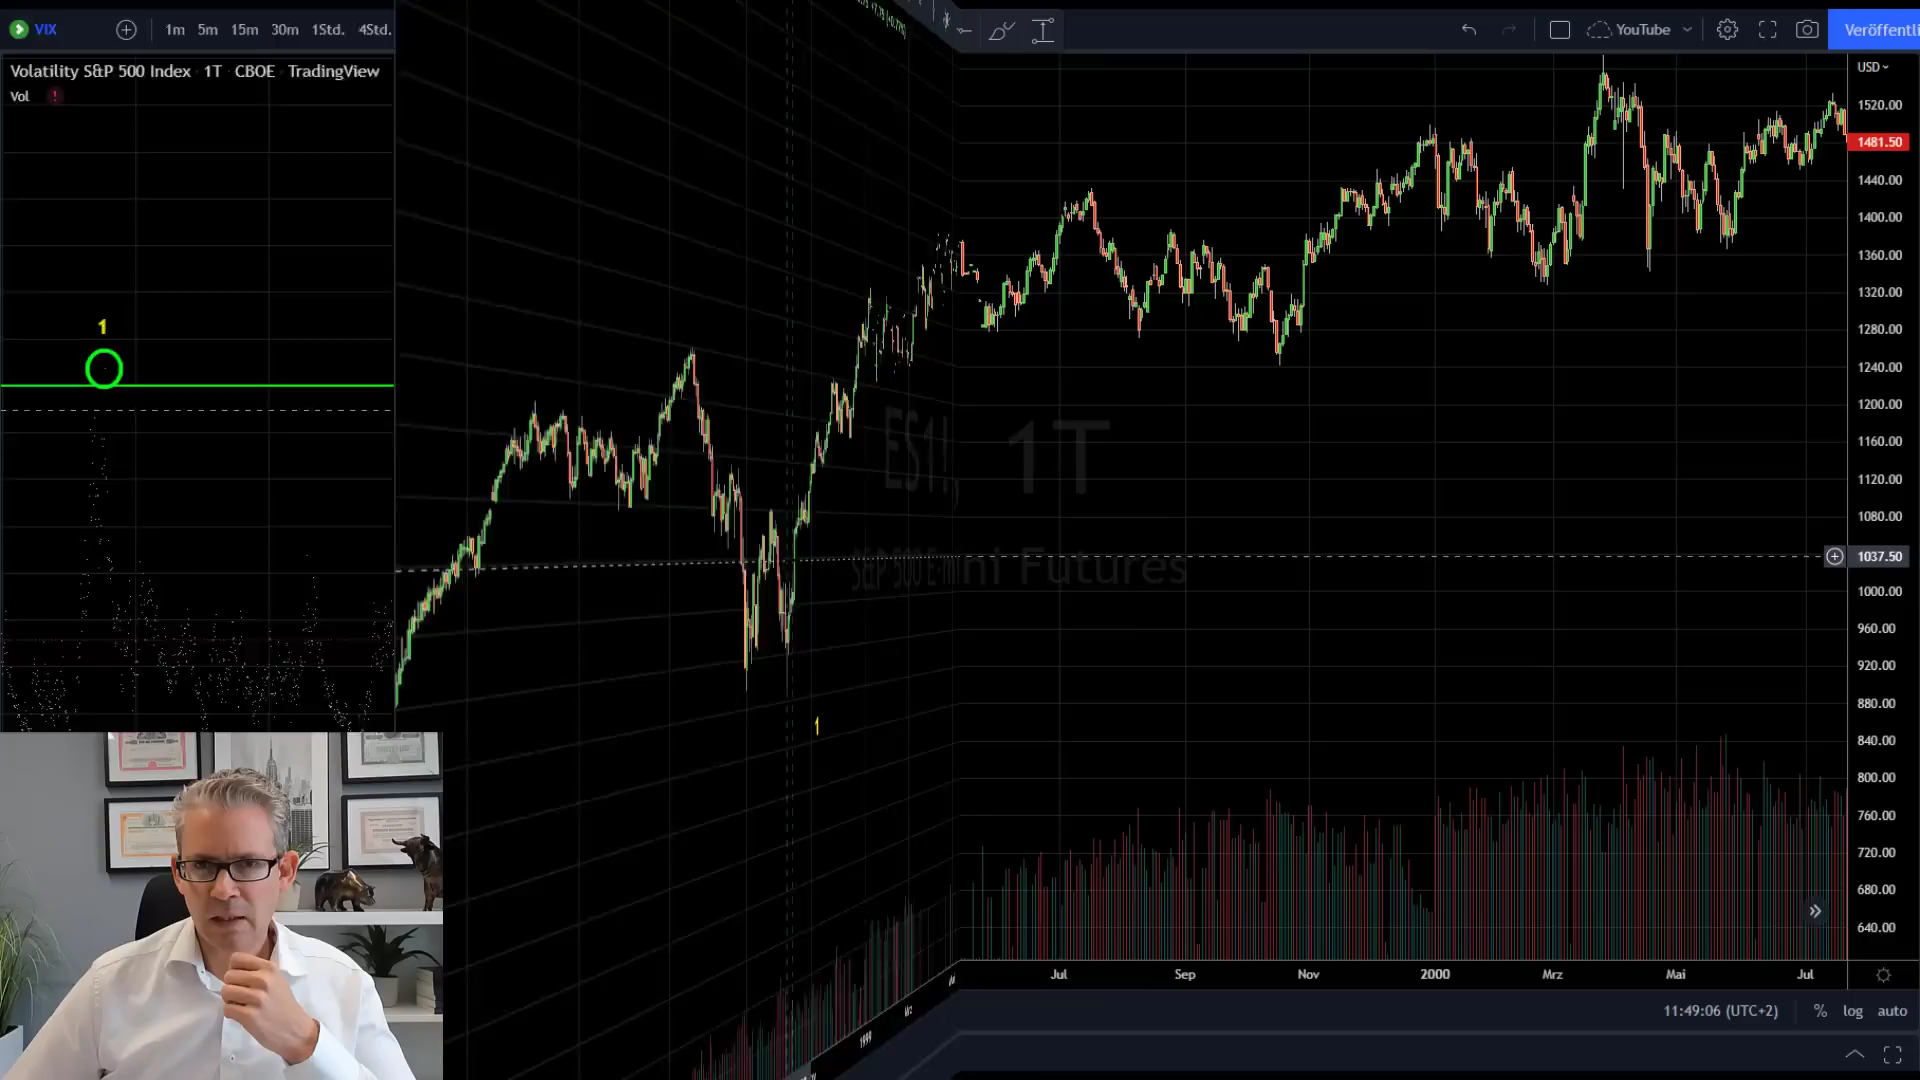 VIX
1m 5m 15m 30m 1Std. 4Std.
YouTube
Veröffentli
Volatility S&P 500 Index 1T CBOE TradingView
Vol !
USD
1520.00
1481.50
1440.00
1400.00
1360.00
1320.00
1280.00
1240.00
1200.00
1160.00
1120.00
1080.00
1037.50
1000.00
960.00
920.00
880.00
840.00
800.00
760.00
720.00
680.00
640.00
1
ES1!, 1T
S&P 500 E-mini Futures
1
1999
Mrz
Jul Sep Nov 2000 Mrz Mai Jul
11:49:06 (UTC+2) % log auto